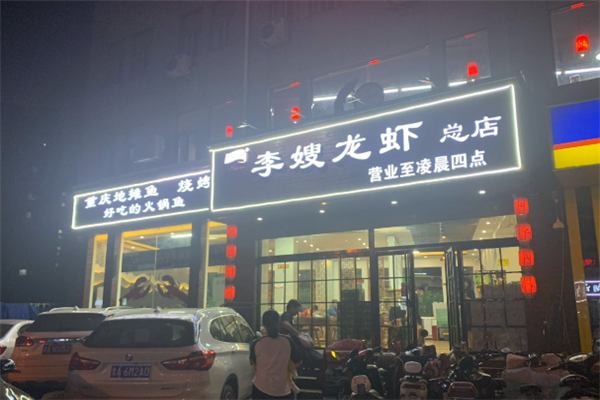 李嫂龙虾 总店
营业至凌晨四点
重庆地摊鱼 烧烤
好吃的火锅鱼